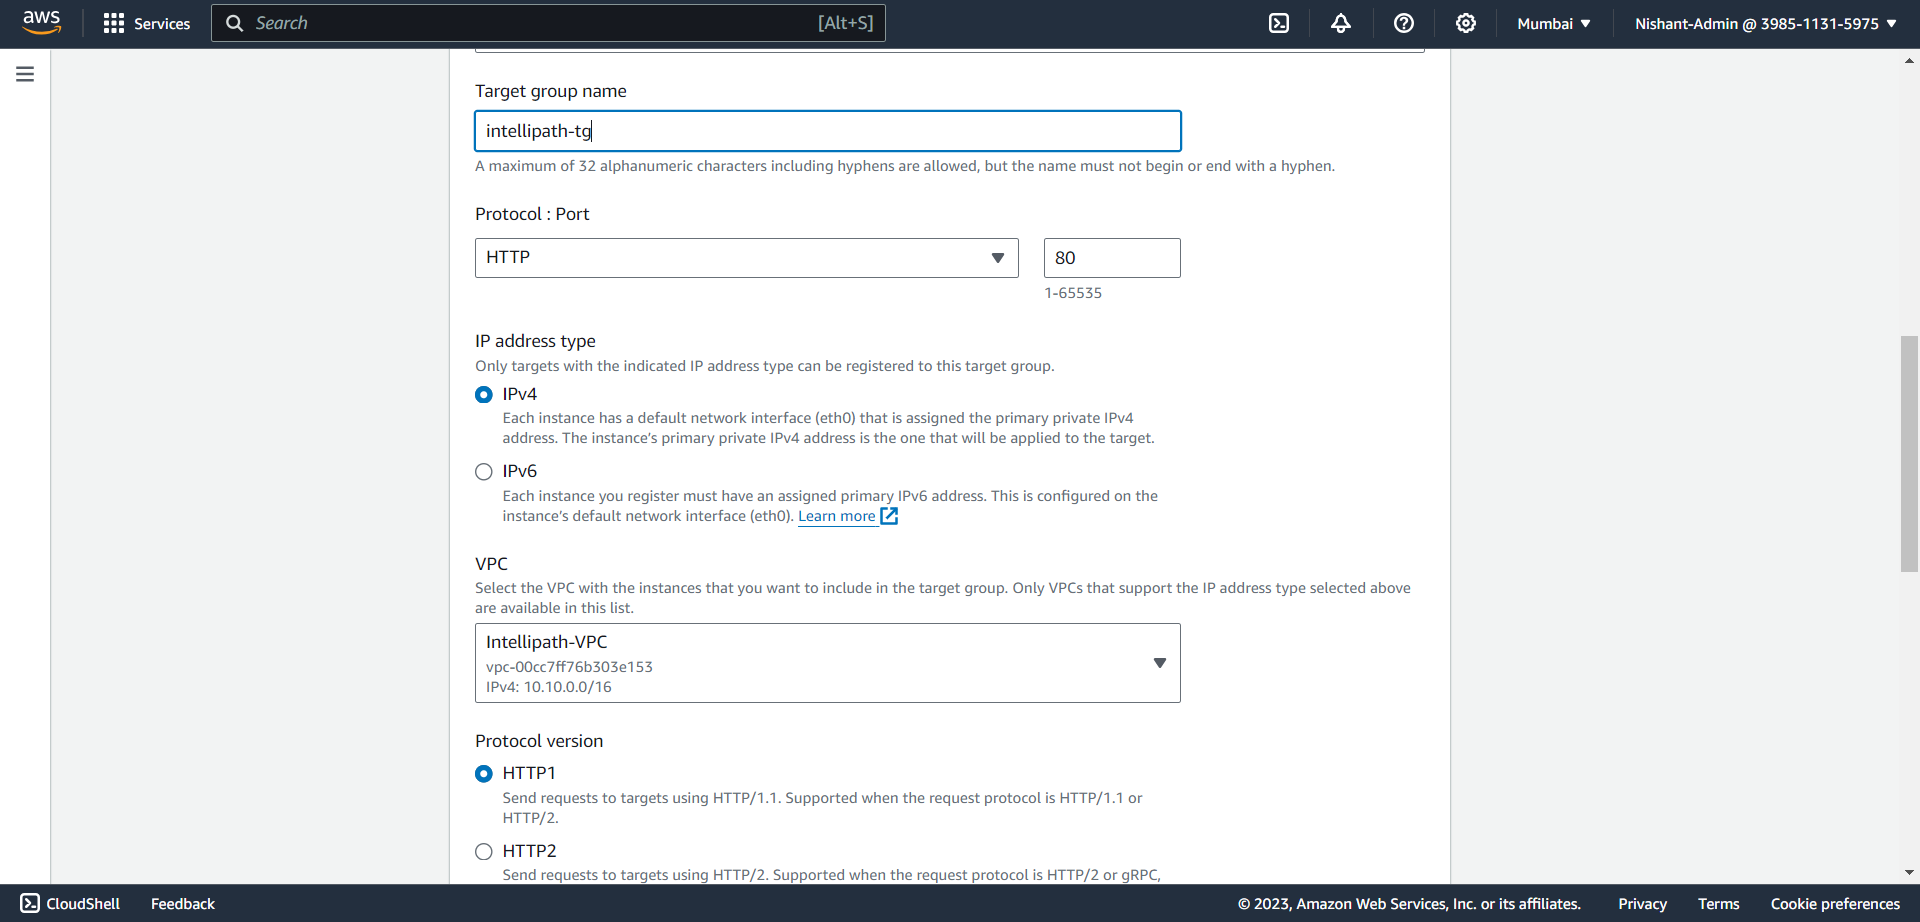 aws Services Search [Alt+S] Mumbai ▼ Nishant-Admin @ 3985-1131-5975 ▼
Target group name
intellipath-tg
A maximum of 32 alphanumeric characters including hyphens are allowed, but the name must not begin or end with a hyphen.
Protocol : Port
HTTP 80
1-65535
IP address type
Only targets with the indicated IP address type can be registered to this target group.
IPv4
Each instance has a default network interface (eth0) that is assigned the primary private IPv4
address. The instance's primary private IPv4 address is the one that will be applied to the target.
IPv6
Each instance you register must have an assigned primary IPv6 address. This is configured on the
instance's default network interface (eth0). Learn more
VPC
Select the VPC with the instances that you want to include in the target group. Only VPCs that support the IP address type selected above
are available in this list.
Intellipath-VPC
vpc-00cc7ff76b303e153
IPv4: 10.10.0.0/16
Protocol version
HTTP1
Send requests to targets using HTTP/1.1. Supported when the request protocol is HTTP/1.1 or
HTTP/2.
HTTP2
Send requests to targets using HTTP/2. Supported when the request protocol is HTTP/2 or gRPC,
CloudShell Feedback © 2023, Amazon Web Services, Inc. or its affiliates. Privacy Terms Cookie preferences